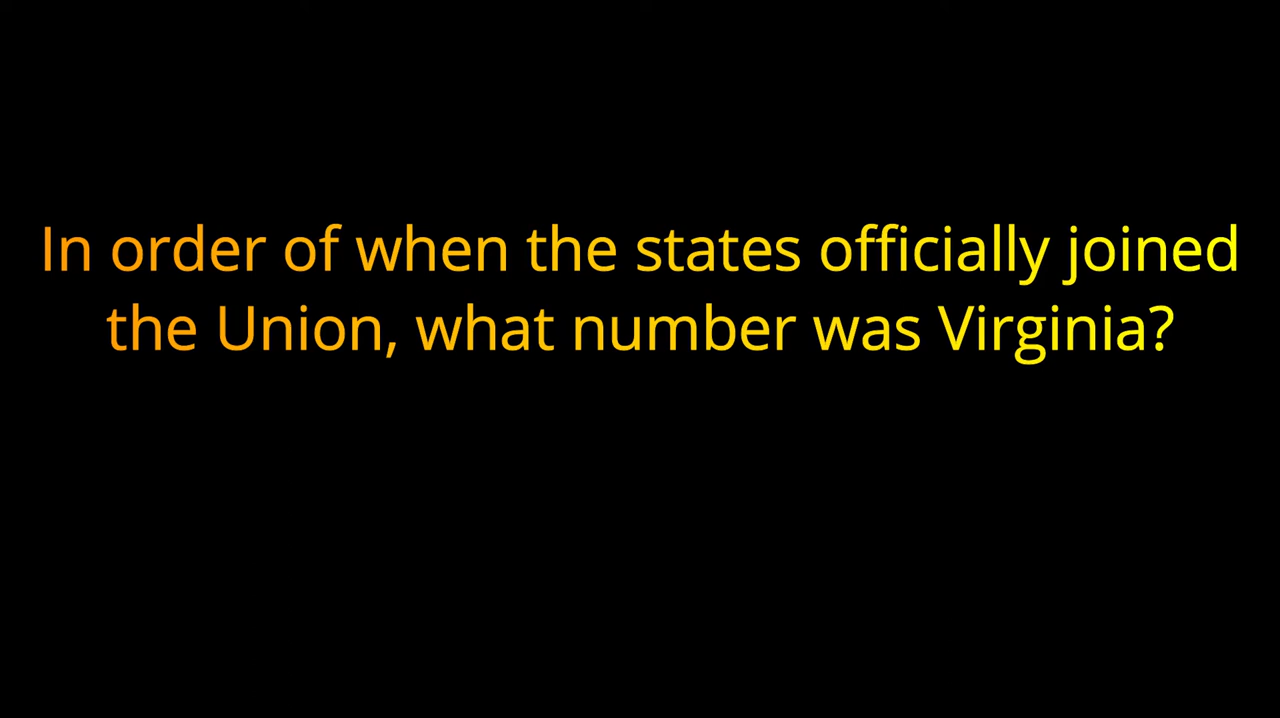 In order of when the states officially joined
the Union, what number was Virginia?